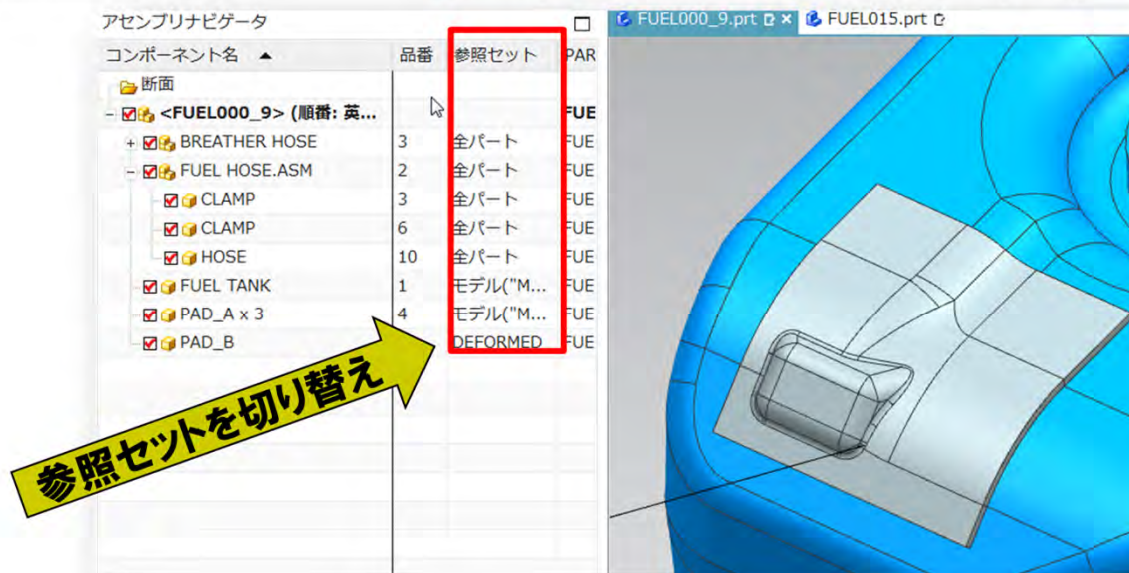 アセンブリナビゲータ
FUEL000_9.prt
FUEL015.prt
コンポーネント名 品番 参照セット PAR
断面
<FUEL000_9> (順番: 英... FUE
BREATHER HOSE 3 全パート FUE
FUEL HOSE.ASM 2 全パート FUE
CLAMP 3 全パート FUE
CLAMP 6 全パート FUE
HOSE 10 全パート FUE
FUEL TANK 1 モデル("M... FUE
PAD_A x 3 4 モデル("M... FUE
PAD_B DEFORMED FUE
参照セットを切り替え